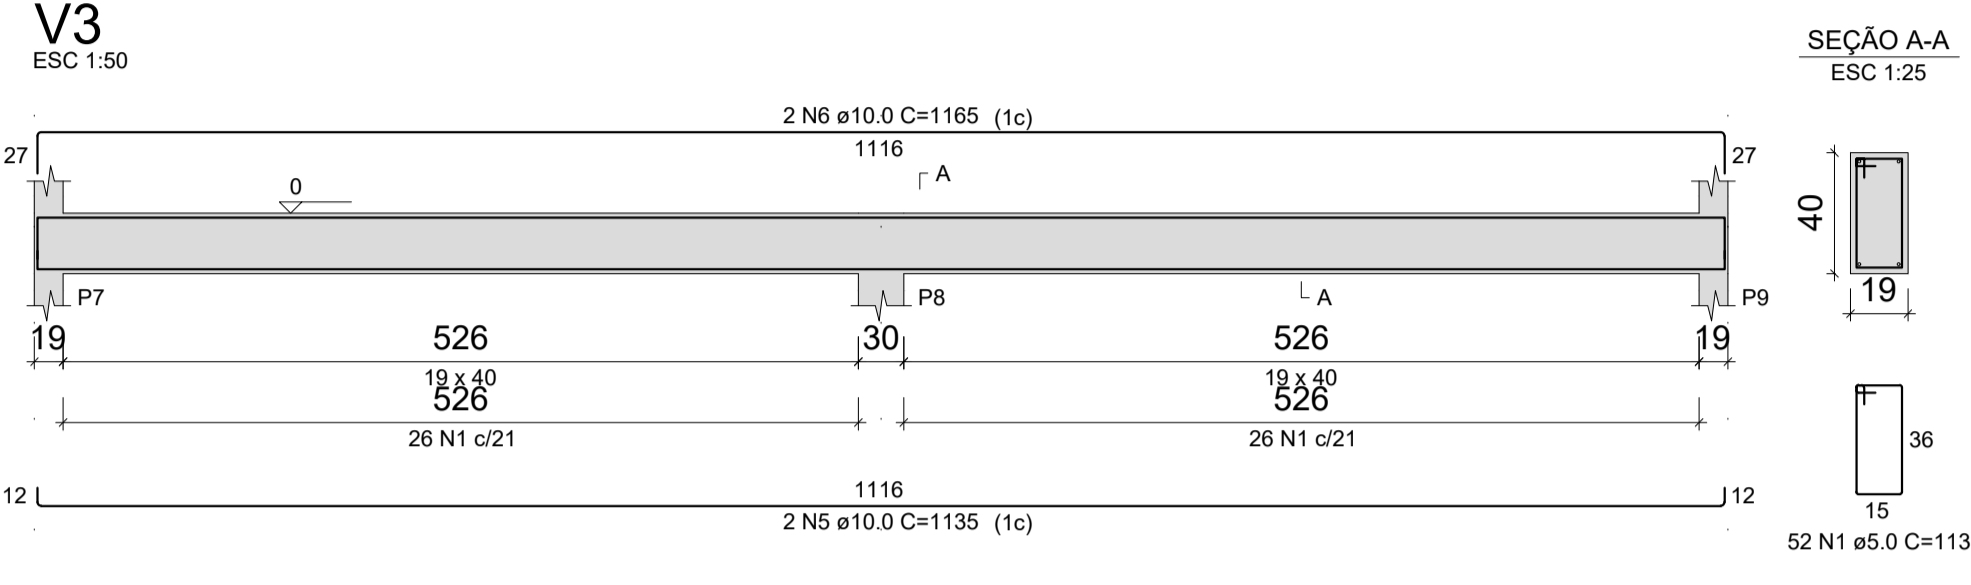 V3
ESC 1:50
SEÇÃO A-A
ESC 1:25
2 N6 ø10.0 C=1165 (1c)
27
1116
27
A
0
40
19
P7
P8
A
P9
19
526
30
526
19
19 x 40
19 x 40
526
526
26 N1 c/21
26 N1 c/21
36
15
12
1116
12
2 N5 ø10.0 C=1135 (1c)
52 N1 ø5.0 C=113